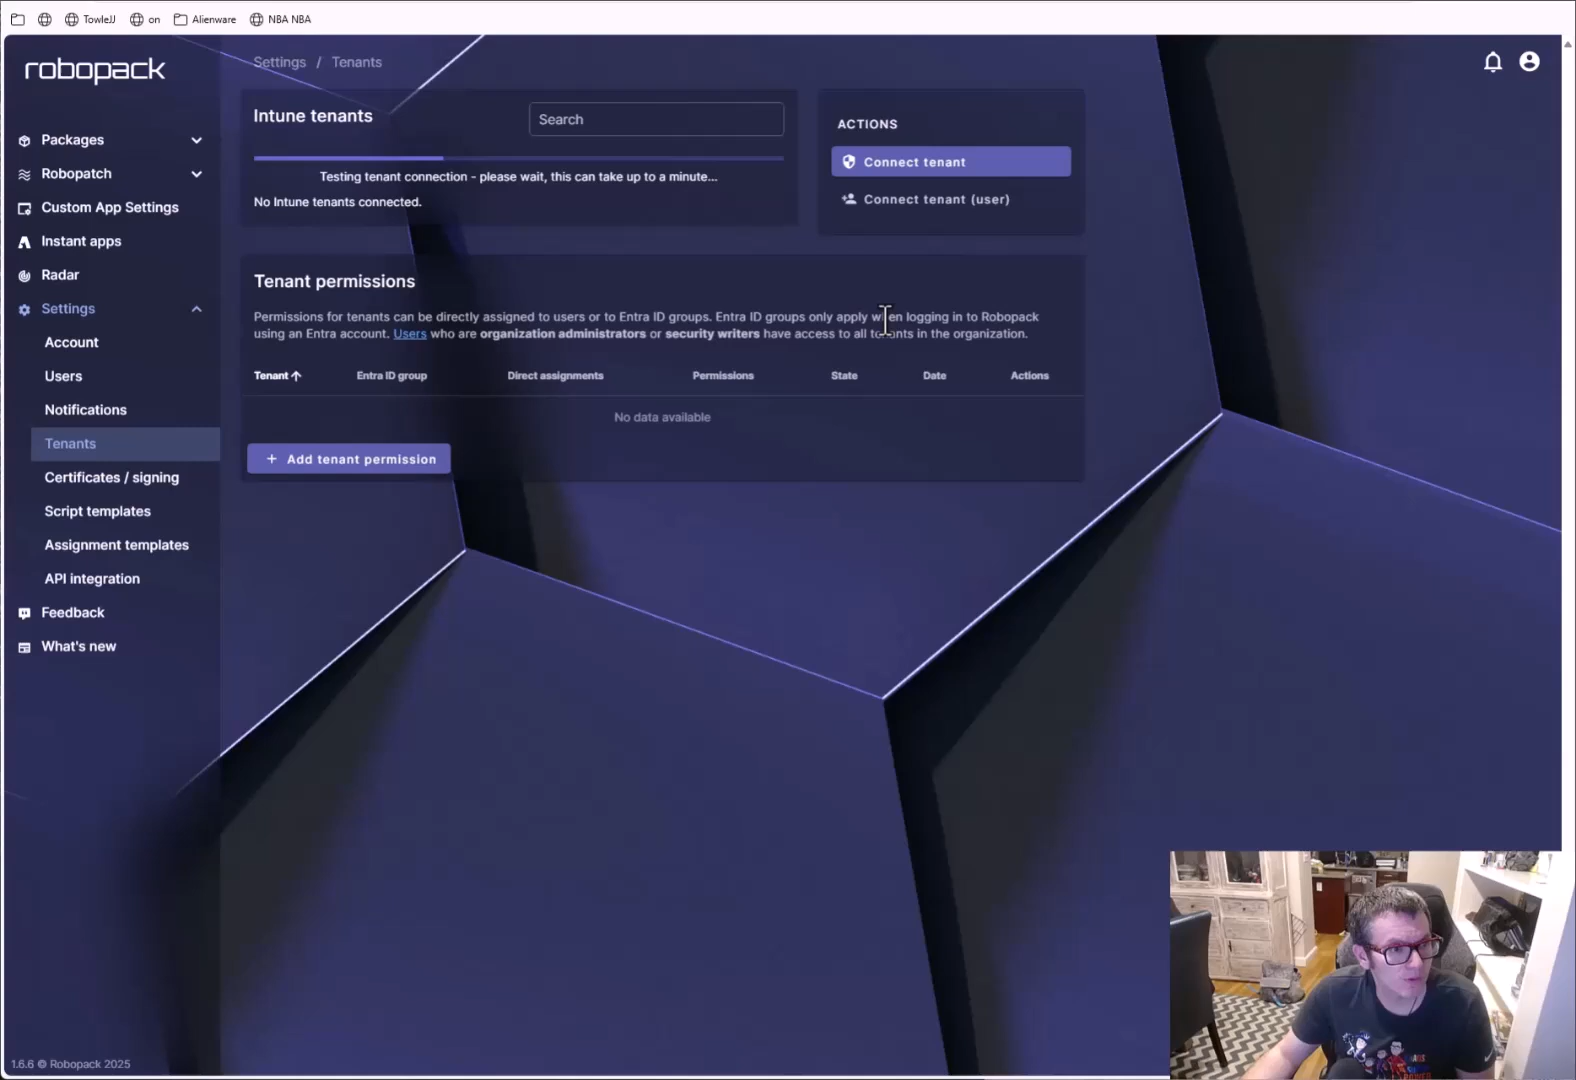 TowleJJ
on
Alienware
NBA NBA
robopack
Settings / Tenants
Packages
Robopatch
Custom App Settings
Instant apps
Radar
Settings
Account
Users
Notifications
Tenants
Certificates / signing
Script templates
Assignment templates
API integration
Feedback
What's new
Intune tenants
Search
Testing tenant connection - please wait, this can take up to a minute...
No Intune tenants connected.
ACTIONS
Connect tenant
Connect tenant (user)
Tenant permissions
Permissions for tenants can be directly assigned to users or to Entra ID groups. Entra ID groups only apply when logging in to Robopack
using an Entra account. Users who are organization administrators or security writers have access to all tenants in the organization.
Tenant Entra ID group Direct assignments Permissions State Date Actions
No data available
+ Add tenant permission
1.6.6 © Robopack 2025